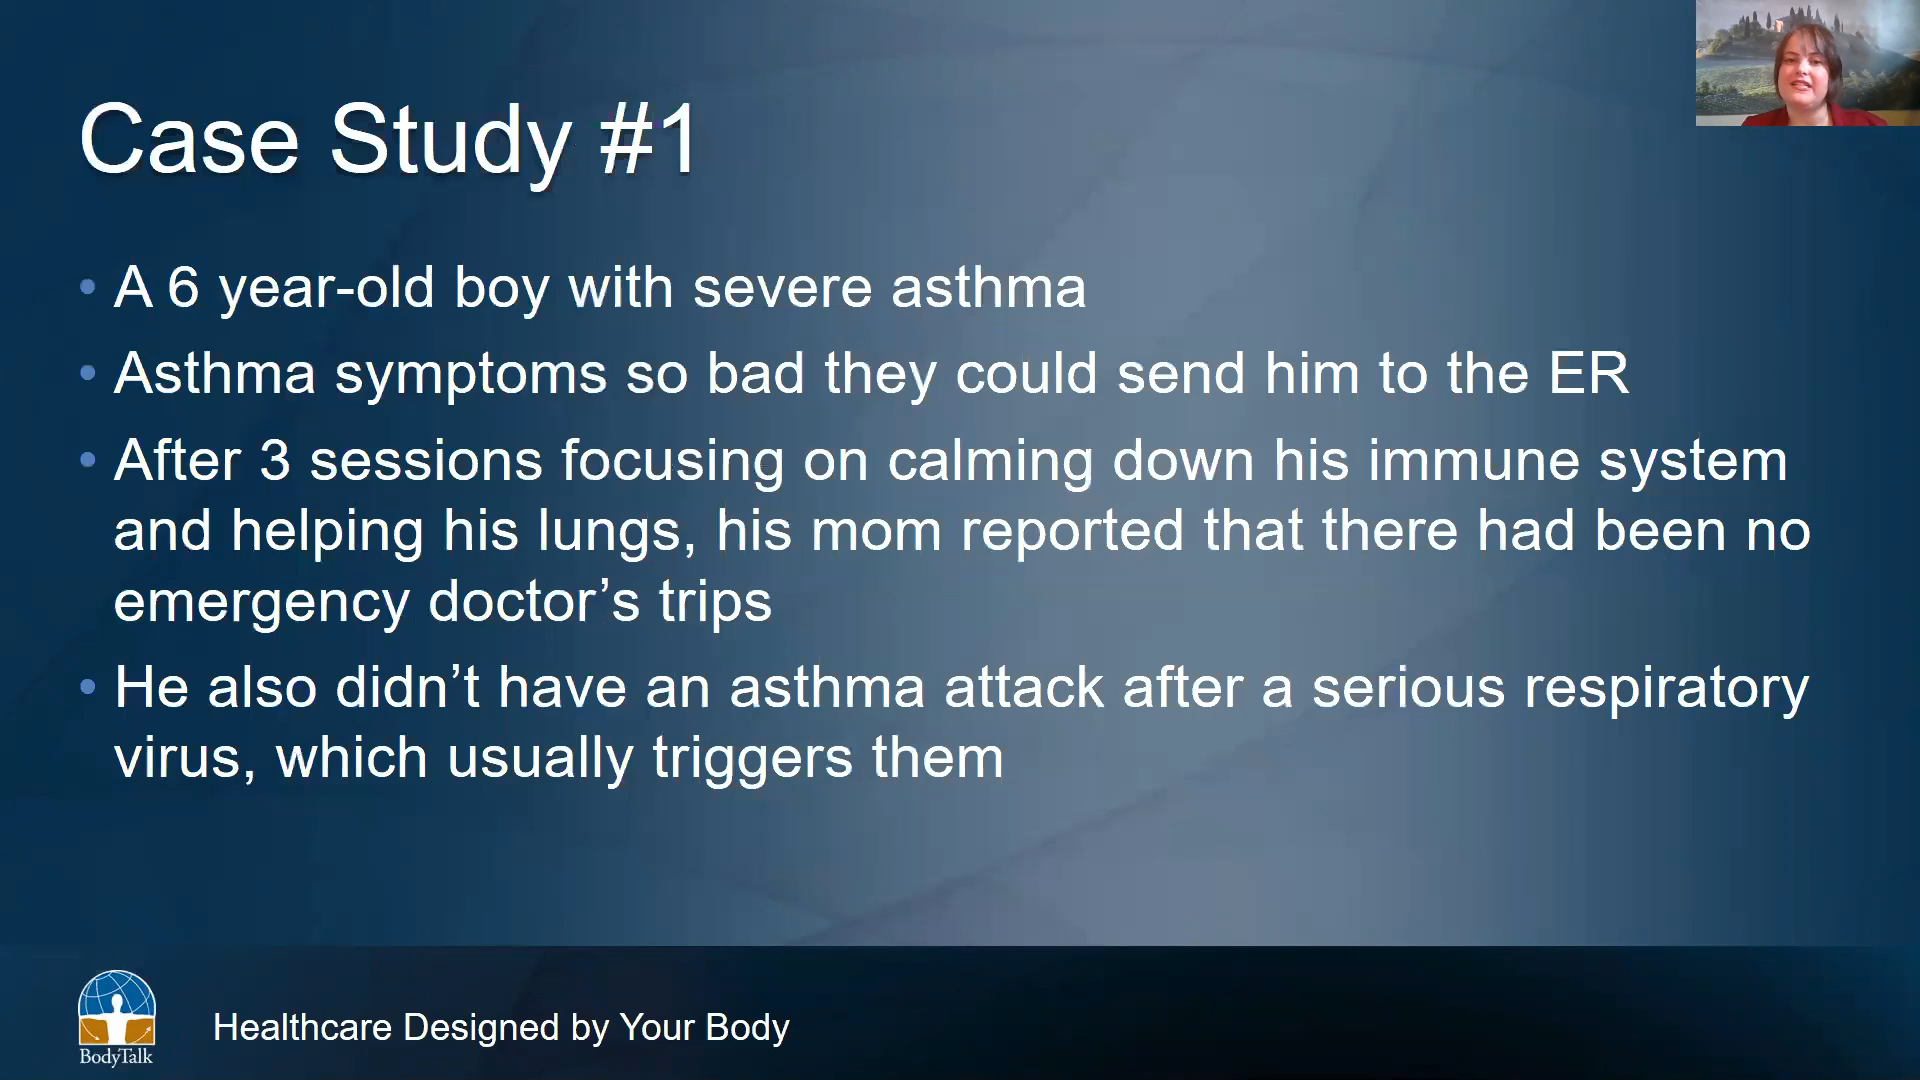 Case Study #1
• A 6 year-old boy with severe asthma
• Asthma symptoms so bad they could send him to the ER
• After 3 sessions focusing on calming down his immune system
and helping his lungs, his mom reported that there had been no
emergency doctor’s trips
• He also didn’t have an asthma attack after a serious respiratory
virus, which usually triggers them
BodyTalk
Healthcare Designed by Your Body